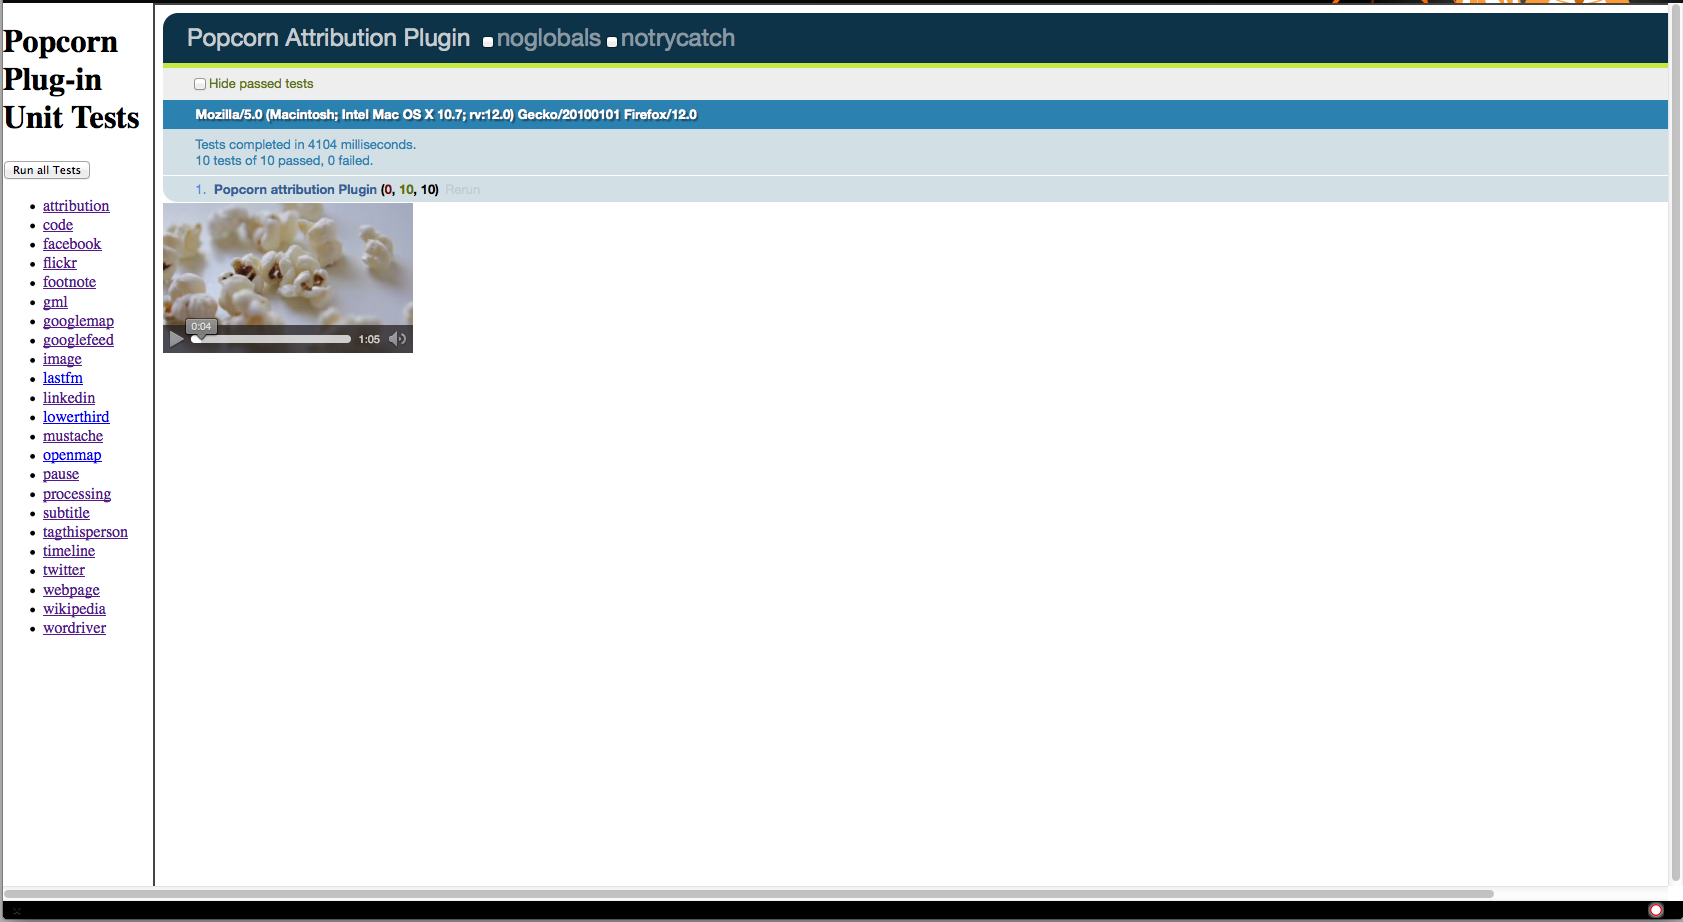 Popcorn
Plug-in
Unit Tests
Run all Tests
attribution
code
facebook
flickr
footnote
gml
googlemap
googlefeed
image
lastfm
linkedin
lowerthird
mustache
openmap
pause
processing
subtitle
tagthisperson
timeline
twitter
webpage
wikipedia
wordriver
Popcorn Attribution Plugin noglobals notrycatch
Hide passed tests
Mozilla/5.0 (Macintosh; Intel Mac OS X 10.7; rv:12.0) Gecko/20100101 Firefox/12.0
Tests completed in 4104 milliseconds.
10 tests of 10 passed, 0 failed.
1. Popcorn attribution Plugin (0, 10, 10) Rerun
0:04
1:05